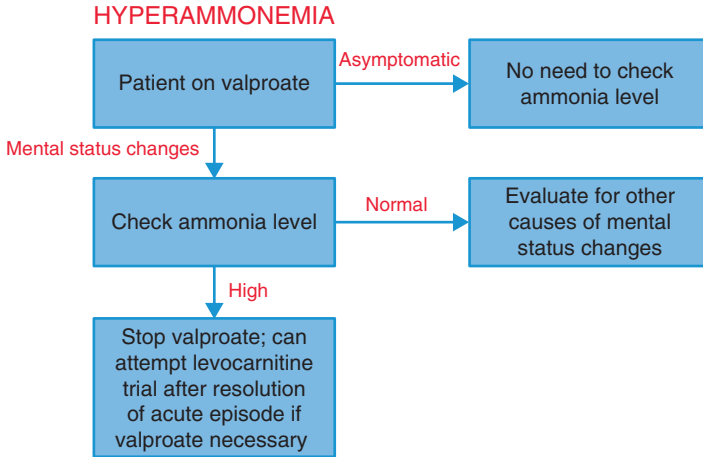 HYPERAMMONEMIA
Patient on valproate
Asymptomatic
No need to check
ammonia level
Mental status changes
Check ammonia level
Normal
Evaluate for other
causes of mental
status changes
High
Stop valproate; can
attempt levocarnitine
trial after resolution
of acute episode if
valproate necessary